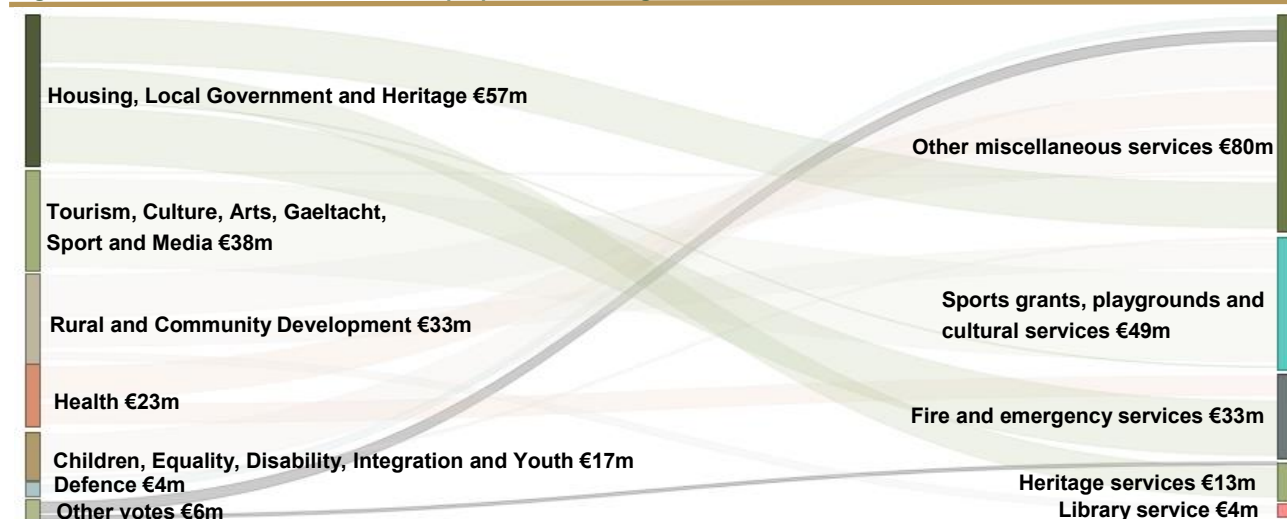 Housing, Local Government and Heritage €57m
Tourism, Culture, Arts, Gaeltacht,
Sport and Media €38m
Rural and Community Development €33m
Health €23m
Children, Equality, Disability, Integration and Youth €17m
Defence €4m
Other votes €6m
Other miscellaneous services €80m
Sports grants, playgrounds and
cultural services €49m
Fire and emergency services €33m
Heritage services €13m
Library service €4m